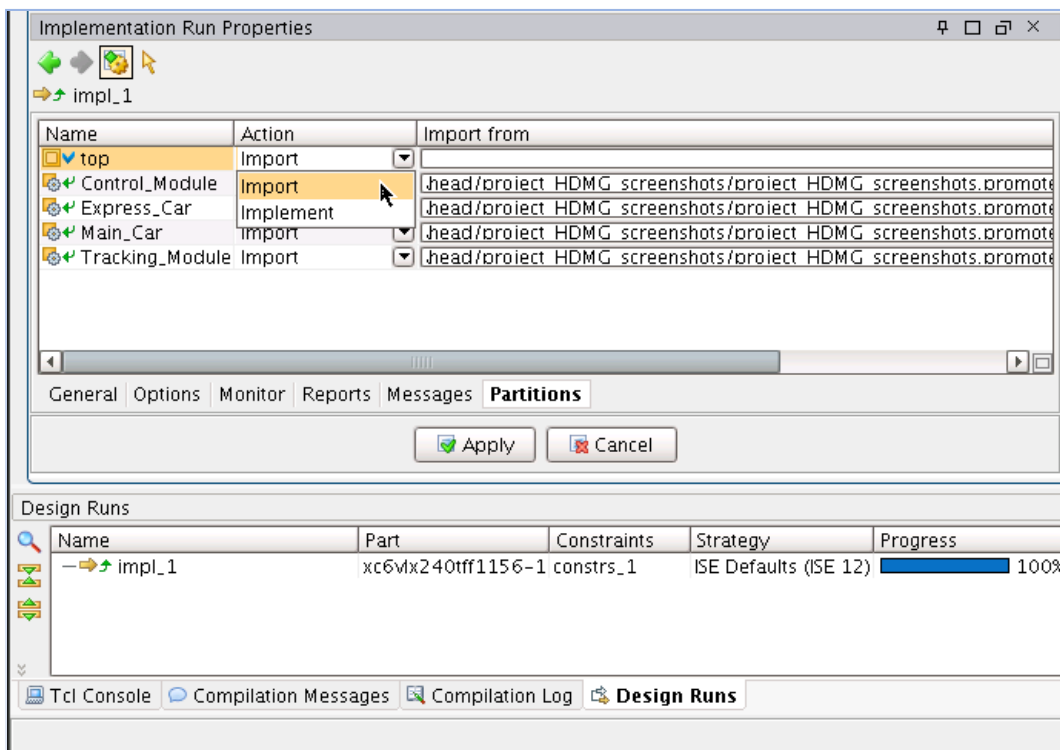 Implementation Run Properties
impl_1
Name Action Import from
top Import
Control_Module Import .head/project_HDMG_screenshots/project_HDMG_screenshots.promote
Express_Car Implement .head/project_HDMG_screenshots/project_HDMG_screenshots.promote
Main_Car Import .head/project_HDMG_screenshots/project_HDMG_screenshots.promote
Tracking_Module Import .head/project_HDMG_screenshots/project_HDMG_screenshots.promote
General Options Monitor Reports Messages Partitions
Apply Cancel
Design Runs
Name Part Constraints Strategy Progress
impl_1 xc6vlx240tff1156-1 constrs_1 ISE Defaults (ISE 12) 100%
Tcl Console Compilation Messages Compilation Log Design Runs